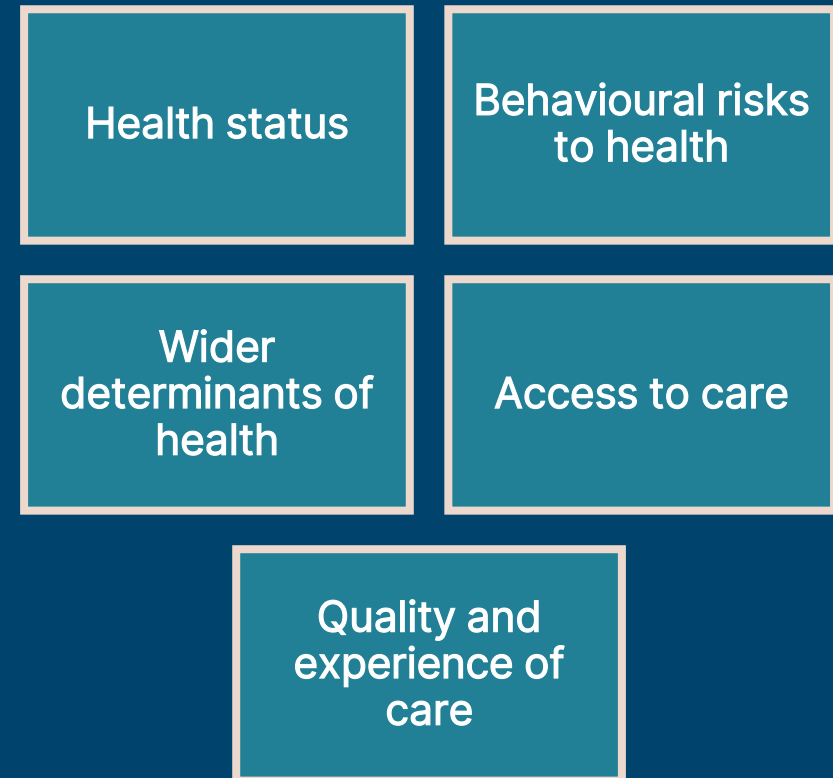 Health status
Behavioural risks
to health
Wider
determinants of
health
Access to care
Quality and
experience of
care